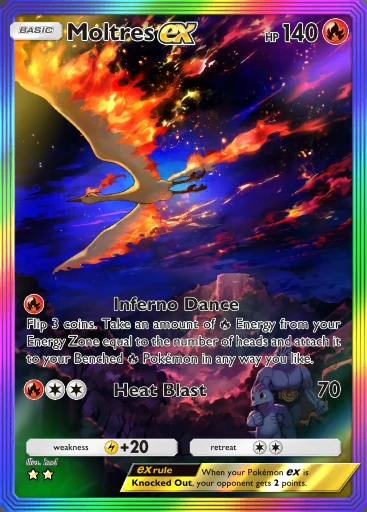 BASIC Moltres ex HP 140
Inferno Dance
Flip 3 coins. Take an amount of Energy from your
Energy Zone equal to the number of heads and attach it
to your Benched Pokémon in any way you like.
Heat Blast 70
weakness +20 retreat
ex rule When your Pokémon ex is
Knocked Out, your opponent gets 2 points.